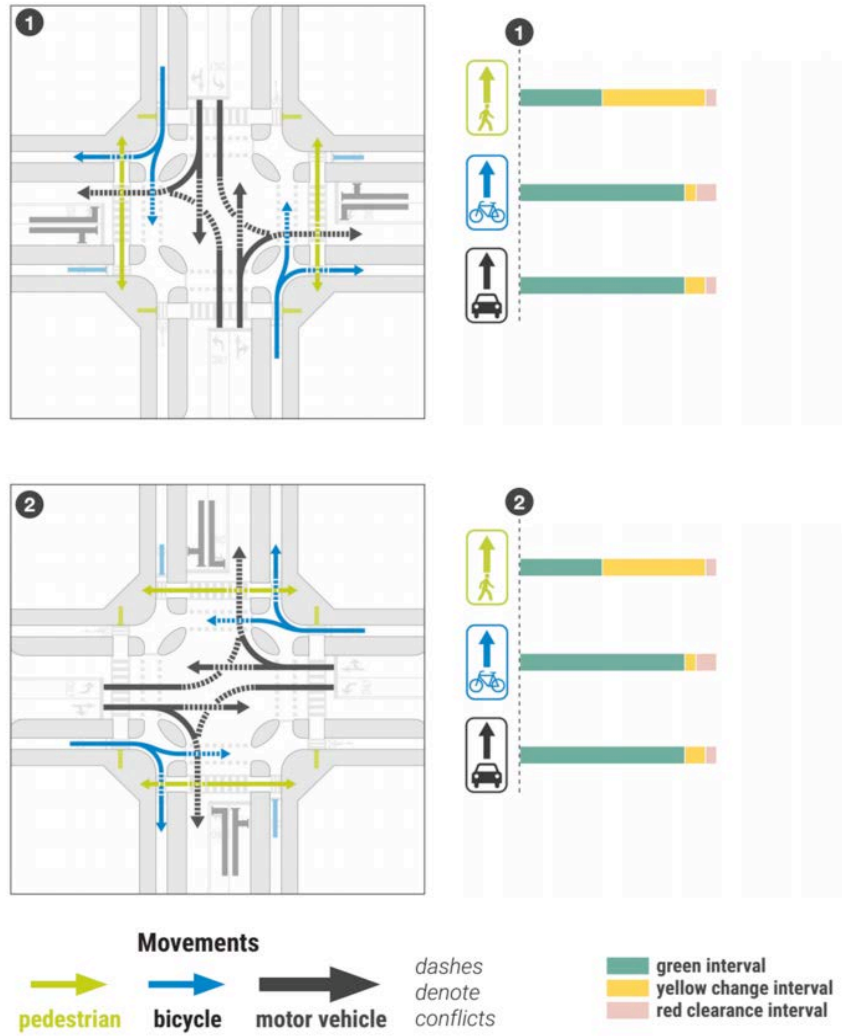 1
1
2
2
Movements
pedestrian
bicycle
motor vehicle
dashes
denote
conflicts
green interval
yellow change interval
red clearance interval